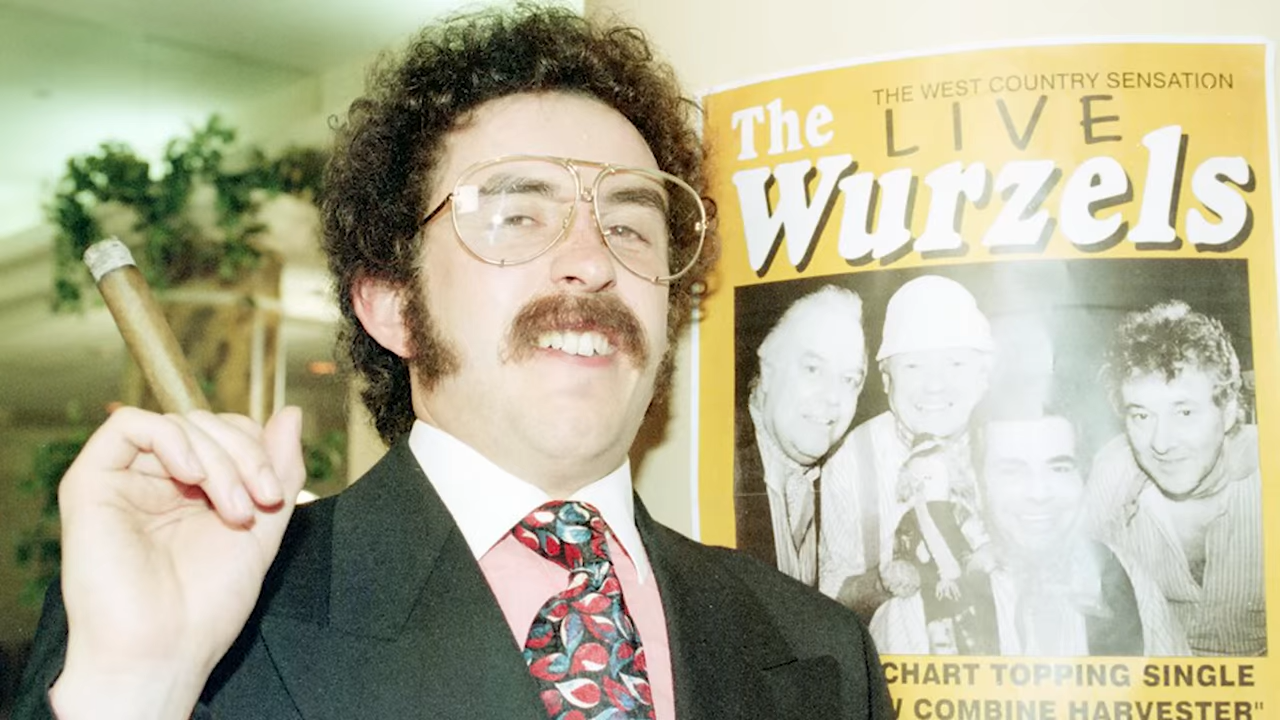 THE WEST COUNTRY SENSATION
The LIVE
Wurzels
CHART TOPPING SINGLE
COMBINE HARVESTER"